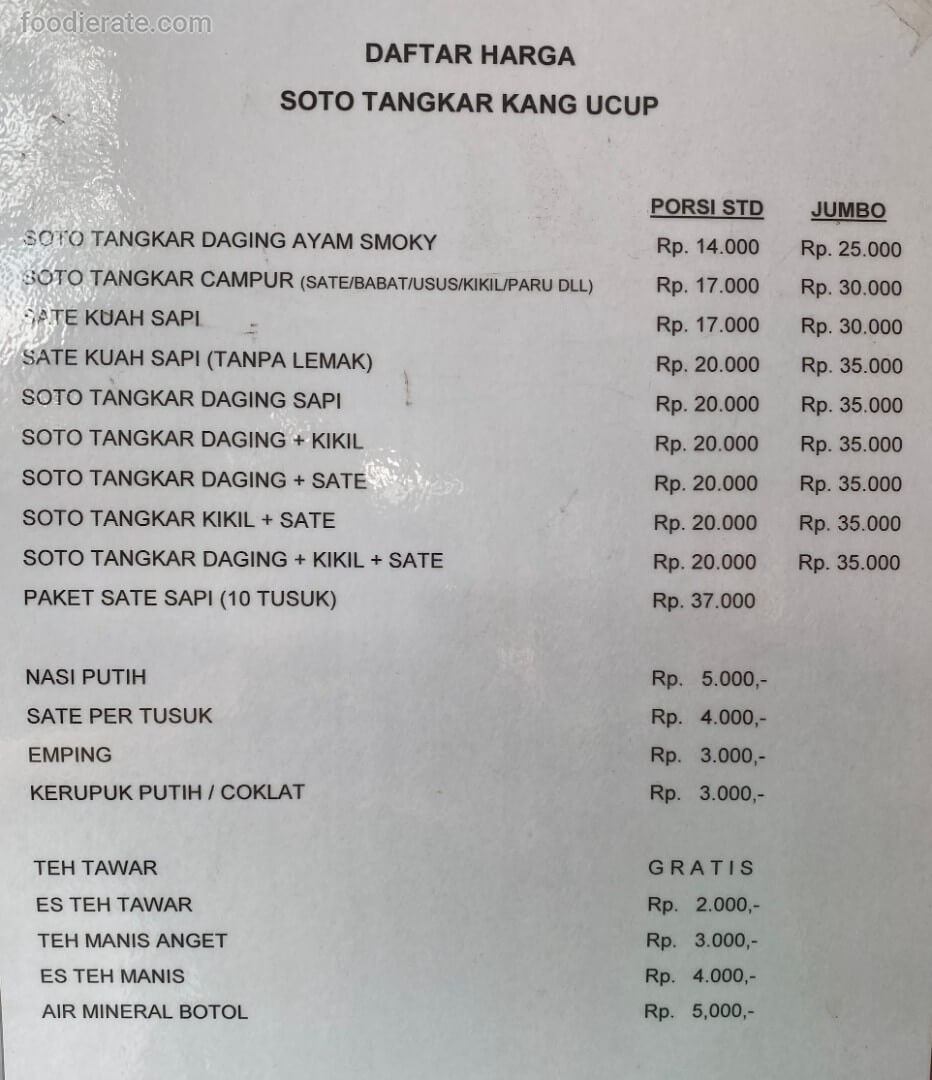 foodierate.com
DAFTAR HARGA
SOTO TANGKAR KANG UCUP
PORSI STD JUMBO
SOTO TANGKAR DAGING AYAM SMOKY Rp. 14.000 Rp. 25.000
SOTO TANGKAR CAMPUR (SATE/BABAT/USUS/KIKIL/PARU DLL) Rp. 17.000 Rp. 30.000
SATE KUAH SAPI Rp. 17.000 Rp. 30.000
SATE KUAH SAPI (TANPA LEMAK) Rp. 20.000 Rp. 35.000
SOTO TANGKAR DAGING SAPI Rp. 20.000 Rp. 35.000
SOTO TANGKAR DAGING + KIKIL Rp. 20.000 Rp. 35.000
SOTO TANGKAR DAGING + SATE Rp. 20.000 Rp. 35.000
SOTO TANGKAR KIKIL + SATE Rp. 20.000 Rp. 35.000
SOTO TANGKAR DAGING + KIKIL + SATE Rp. 20.000 Rp. 35.000
PAKET SATE SAPI (10 TUSUK) Rp. 37.000
NASI PUTIH Rp. 5.000,-
SATE PER TUSUK Rp. 4.000,-
EMPING Rp. 3.000,-
KERUPUK PUTIH / COKLAT Rp. 3.000,-
TEH TAWAR G R A T I S
ES TEH TAWAR Rp. 2.000,-
TEH MANIS ANGET Rp. 3.000,-
ES TEH MANIS Rp. 4.000,-
AIR MINERAL BOTOL Rp. 5,000,-